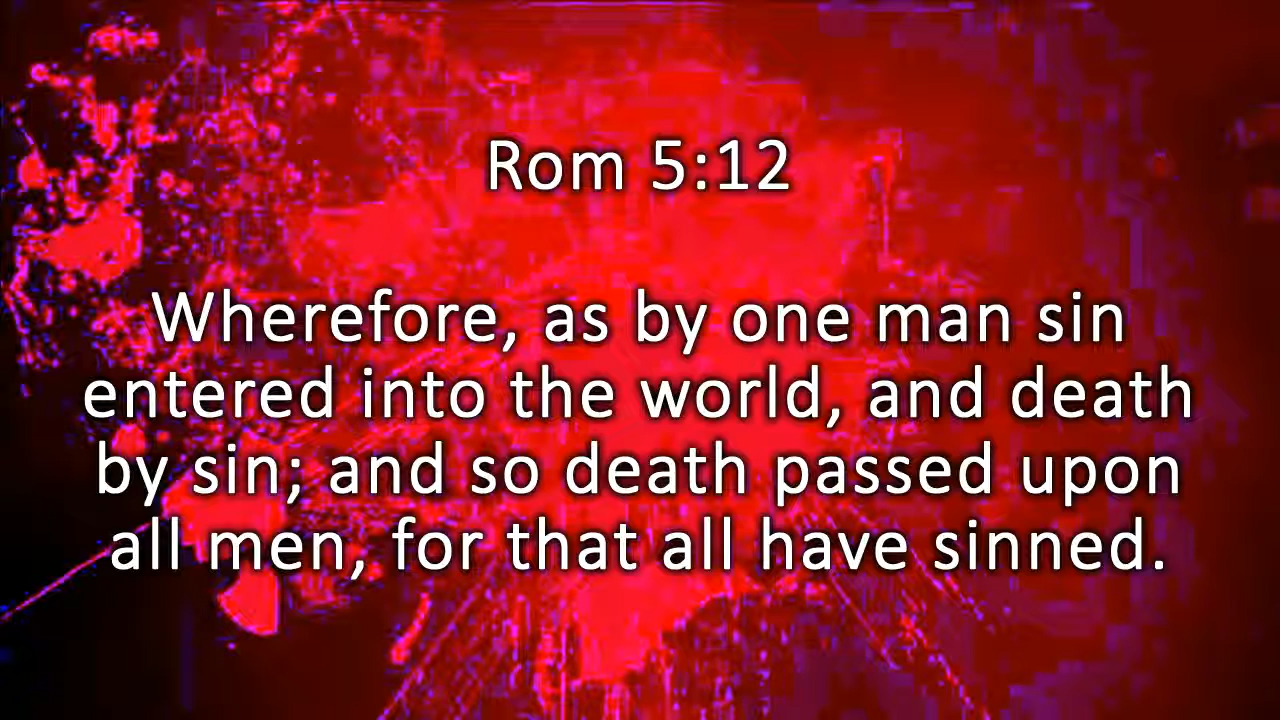 Rom 5:12
Wherefore, as by one man sin
entered into the world, and death
by sin; and so death passed upon
all men, for that all have sinned.